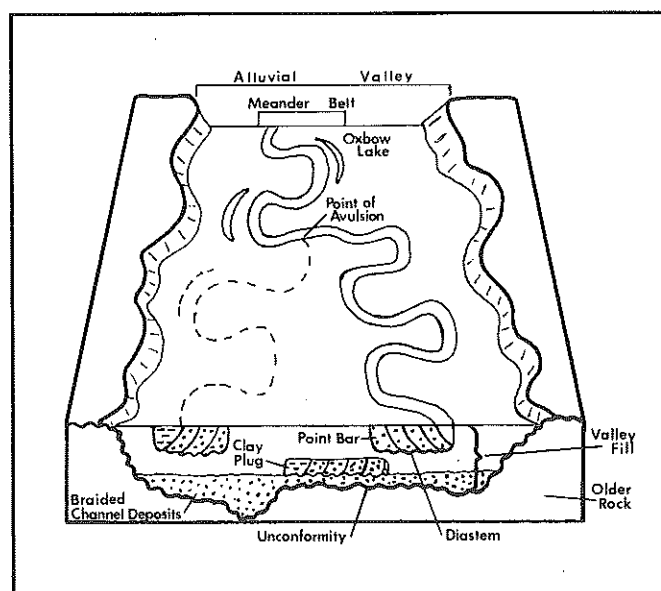 Alluvial Valley
Meander Belt
Oxbow
Lake
Point of
Avulsion
Point Bar
Clay
Plug
Valley
Fill
Braided
Channel Deposits
Older
Rock
Unconformity
Diastem